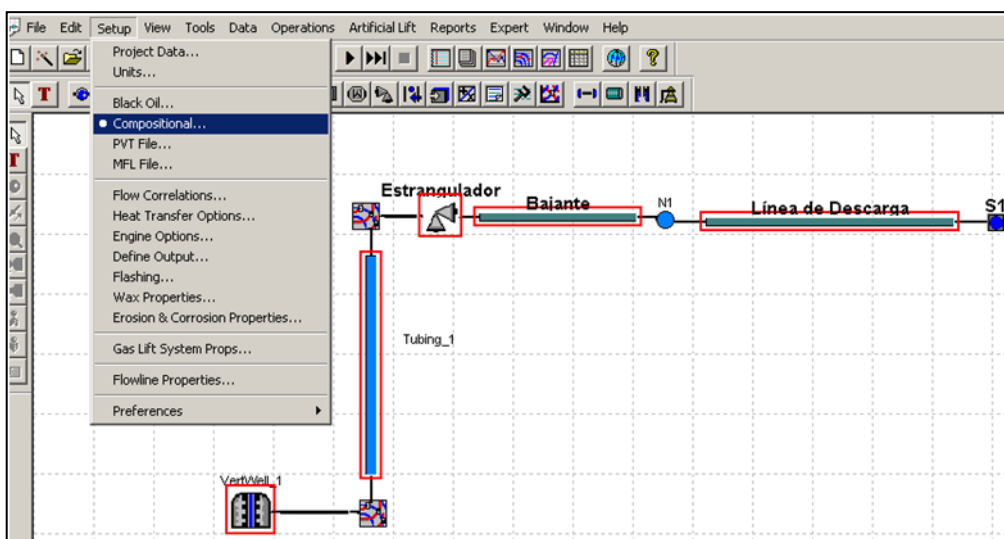 File Edit Setup View Tools Data Operations Artificial Lift Reports Expert Window Help
Project Data...
Units...
Black Oil...
Compositional...
PVT File...
MFL File...
Flow Correlations...
Heat Transfer Options...
Engine Options...
Define Output...
Flashing...
Wax Properties...
Erosion & Corrosion Properties...
Gas Lift System Props...
Flowline Properties...
Preferences
T
T
Estrangulador
Bajante
N1
Línea de Descarga
S1
Tubing_1
VertWell_1